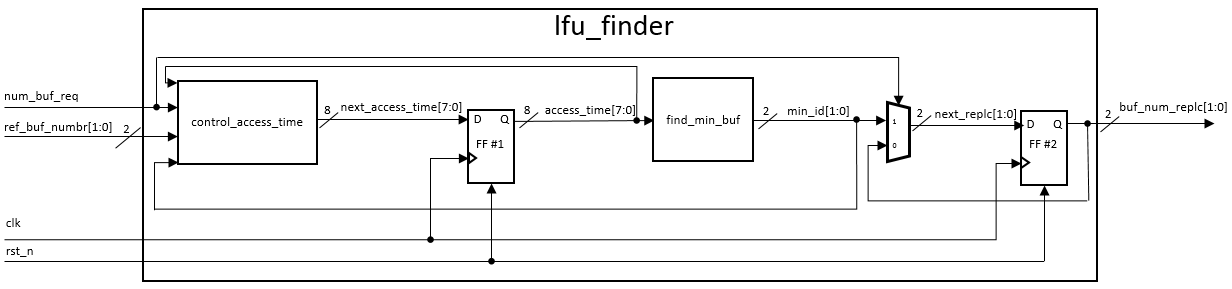 lfu_finder
num_buf_req
ref_buf_numbr[1:0]
2
control_access_time
8
next_access_time[7:0]
D Q
FF #1
8
access_time[7:0]
find_min_buf
2
min_id[1:0]
1
0
2
next_replc[1:0]
D Q
FF #2
2
buf_num_replc[1:0]
clk
rst_n